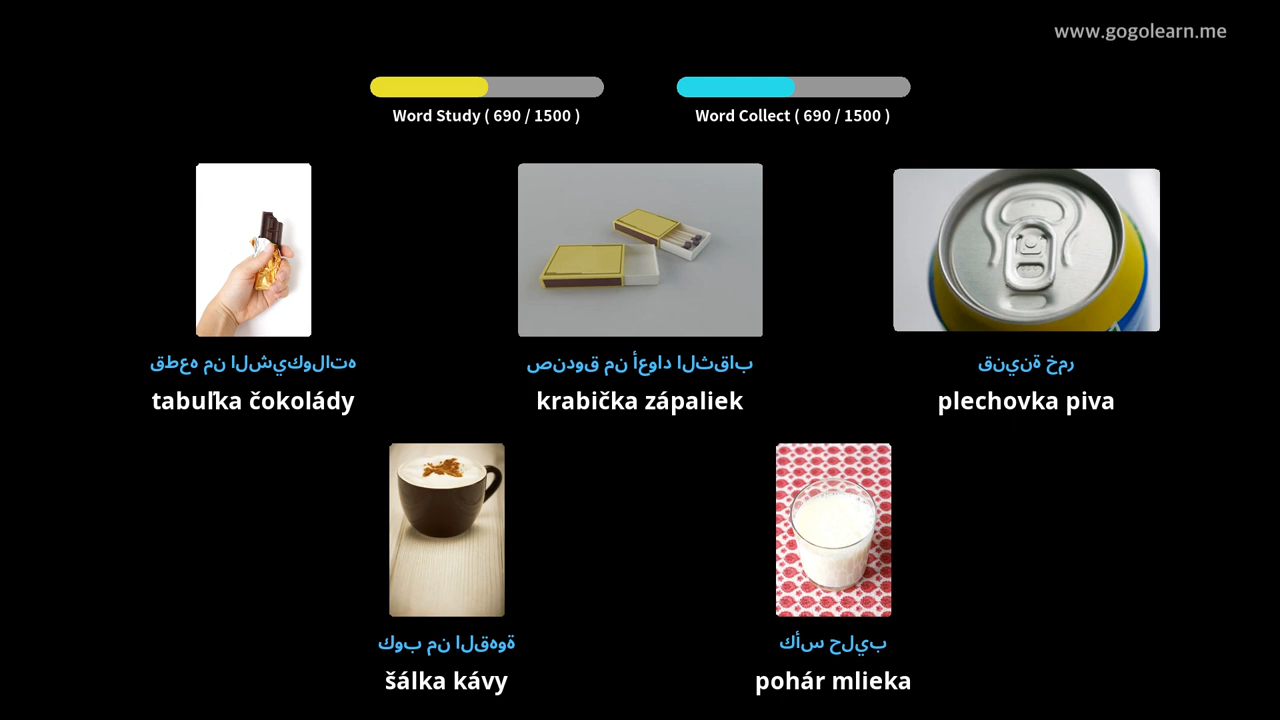 www.gogolearn.me
Word Study ( 690 / 1500 )
Word Collect ( 690 / 1500 )
قطعه من الشيكولاته
صندوق من أعواد الثقاب
قنينة خمر
tabuľka čokolády
krabička zápaliek
plechovka piva
كوب من القهوة
كأس حليب
šálka kávy
pohár mlieka